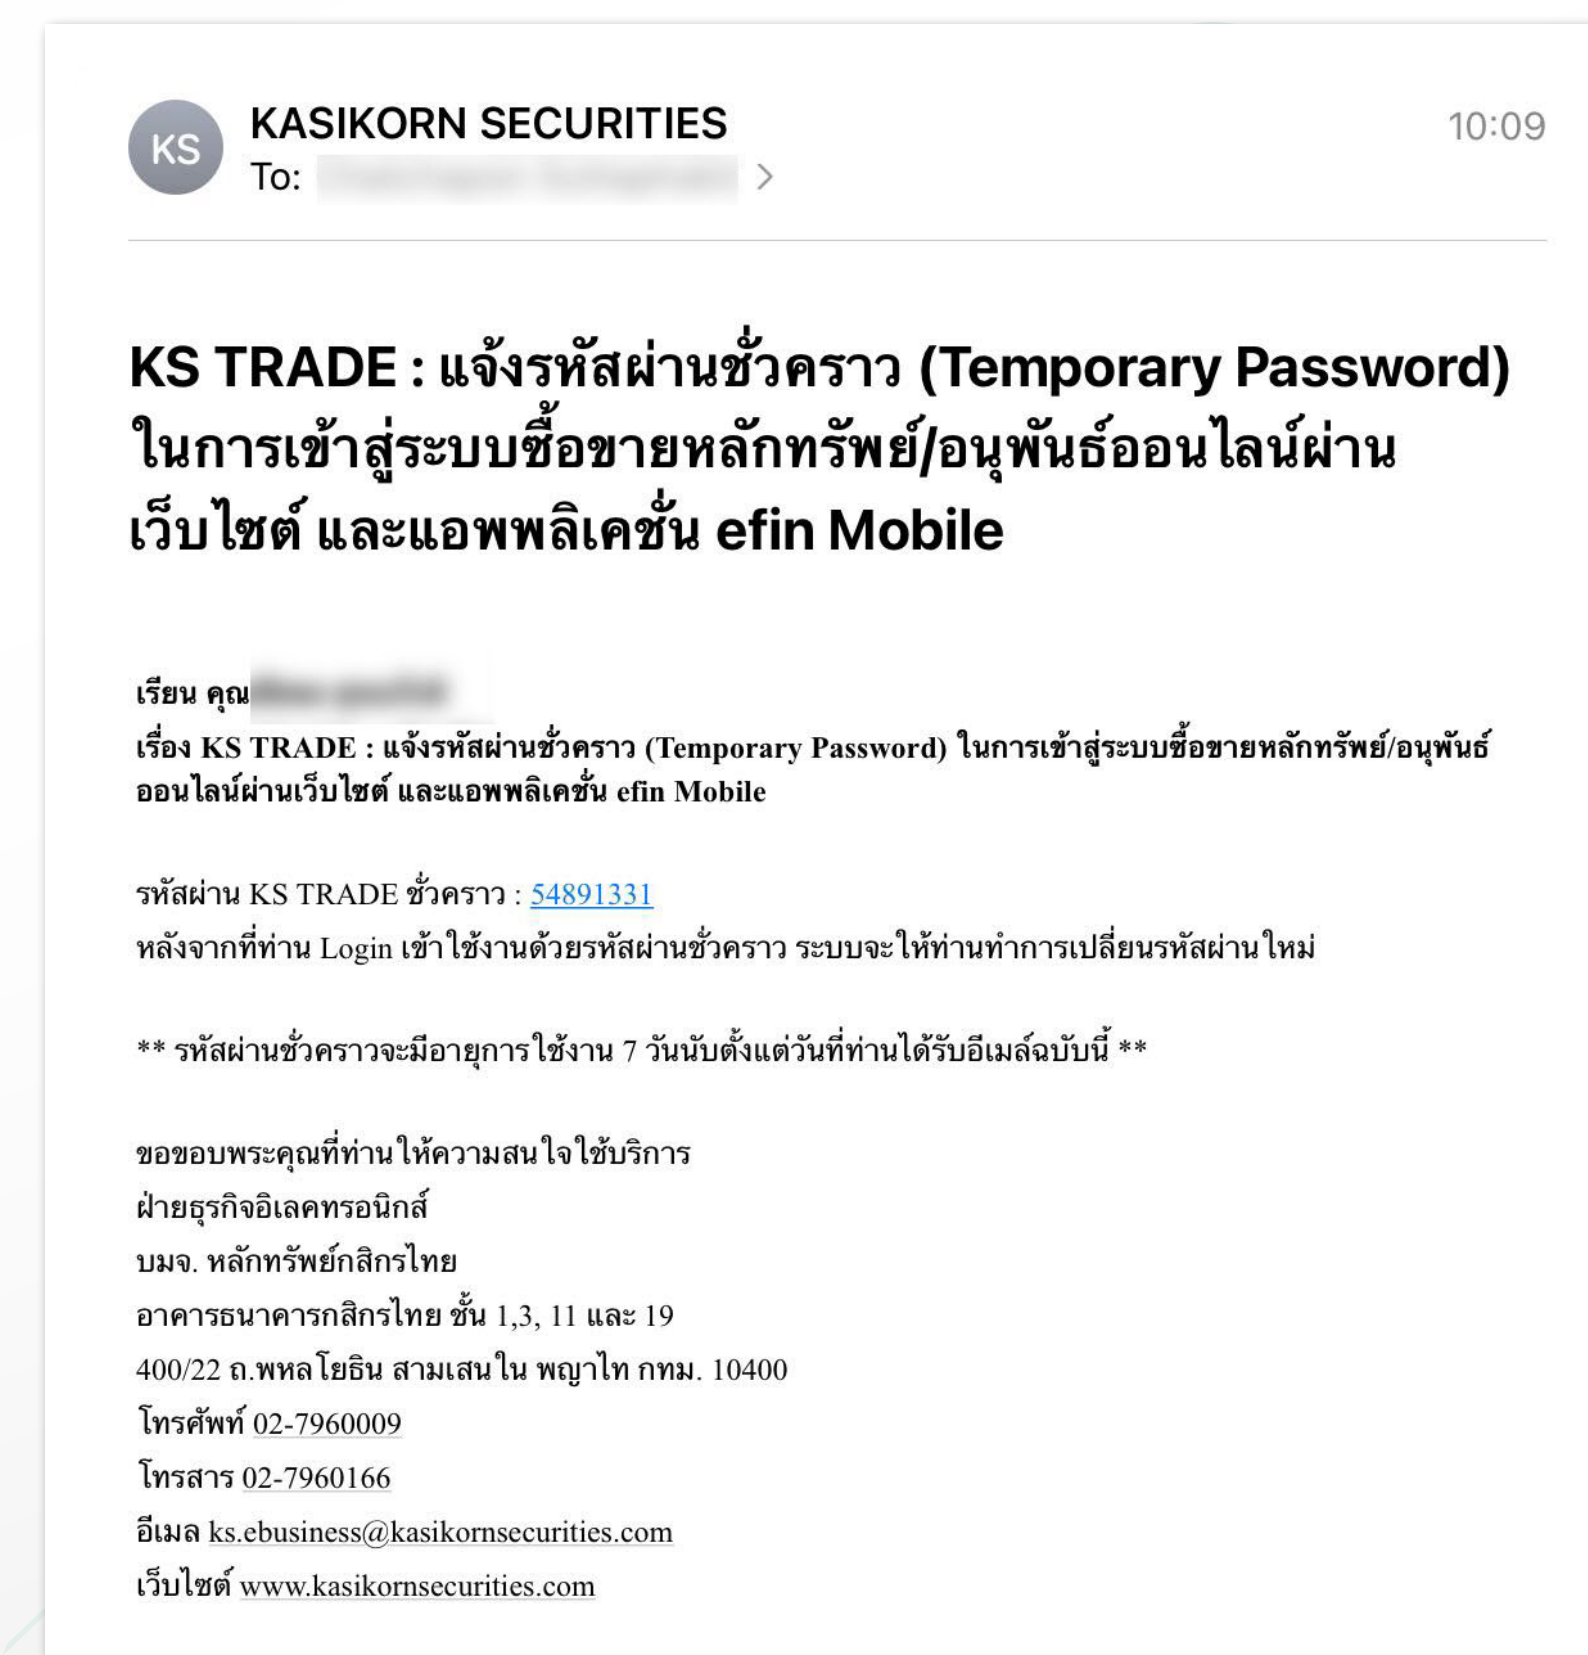 KS
KASIKORN SECURITIES
10:09
To:
KS TRADE : แจ้งรหัสผ่านชั่วคราว (Temporary Password)
ในการเข้าสู่ระบบซื้อขายหลักทรัพย์/อนุพันธ์ออนไลน์ผ่าน
เว็บไซต์ และแอพพลิเคชั่น efin Mobile
เรียน คุณ
เรื่อง KS TRADE : แจ้งรหัสผ่านชั่วคราว (Temporary Password) ในการเข้าสู่ระบบซื้อขายหลักทรัพย์/อนุพันธ์
ออนไลน์ผ่านเว็บไซต์ และแอพพลิเคชั่น efin Mobile
รหัสผ่าน KS TRADE ชั่วคราว : 54891331
หลังจากที่ท่าน Login เข้าใช้งานด้วยรหัสผ่านชั่วคราว ระบบจะให้ท่านทำการเปลี่ยนรหัสผ่านใหม่
** รหัสผ่านชั่วคราวจะมีอายุการใช้งาน 7 วันนับตั้งแต่วันที่ท่านได้รับอีเมล์ฉบับนี้ **
ขอขอบพระคุณที่ท่านให้ความสนใจใช้บริการ
ฝ่ายธุรกิจอิเลคทรอนิกส์
บมจ. หลักทรัพย์กสิกรไทย
อาคารธนาคารกสิกรไทย ชั้น 1,3, 11 และ 19
400/22 ถ.พหลโยธิน สามเสนใน พญาไท กทม. 10400
โทรศัพท์ 02-7960009
โทรสาร 02-7960166
อีเมล ks.ebusiness@kasikornsecurities.com
เว็บไซต์ www.kasikornsecurities.com